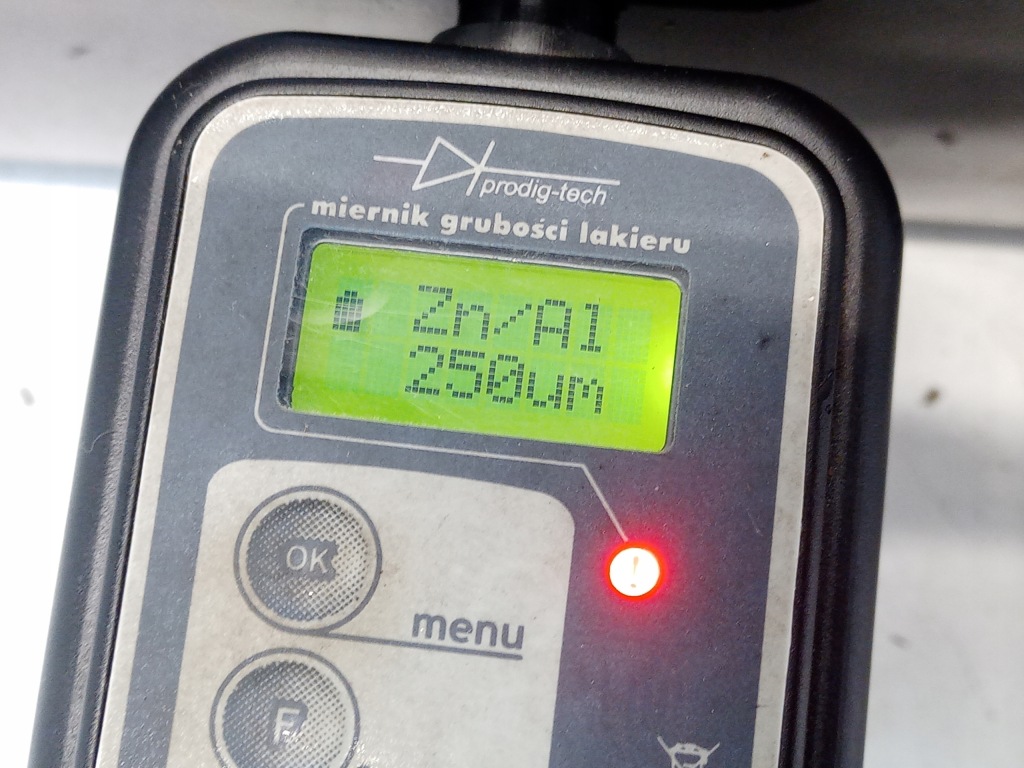 prodig-tech
miernik grubości lakieru
Zn/Al
250um
!
OK
menu
F